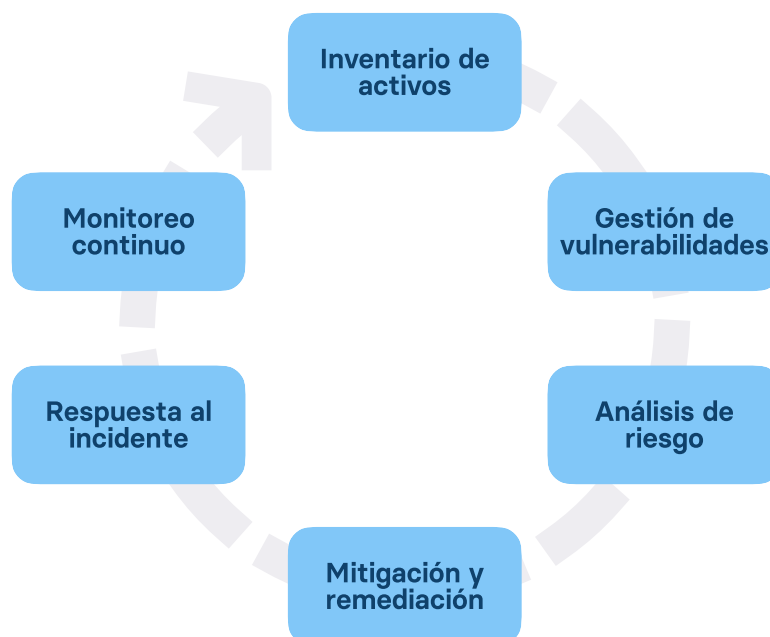 Inventario de
activos
Gestión de
vulnerabilidades
Análisis de
riesgo
Mitigación y
remediación
Respuesta al
incidente
Monitoreo
continuo